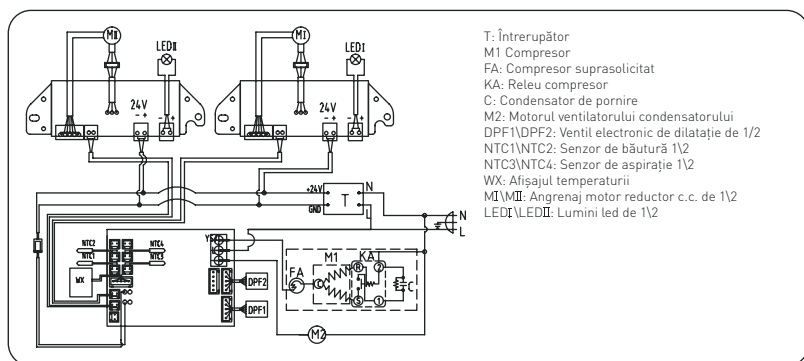 MⅡ
LEDⅡ
24V
- +
- +
MⅠ
LEDⅠ
24V
- +
- +
+24V
GND
T
N
L
N
L
NTC2
NTC4
NTC1
NTC3
WX
YS
DPF2
DPF1
FA
M1
KA
C
R
S
2
1
C
M2
T: Întrerupător
M1 Compresor
FA: Compresor suprasolicitat
KA: Releu compresor
C: Condensator de pornire
M2: Motorul ventilatorului condensatorului
DPF1\DPF2: Ventil electronic de dilatație de 1/2
NTC1\NTC2: Senzor de băutură 1\2
NTC3\NTC4: Senzor de aspirație 1\2
WX: Afișajul temperaturii
MⅠ\MⅡ: Angrenaj motor reductor c.c. de 1\2
LEDⅠ\LEDⅡ: Lumini led de 1\2